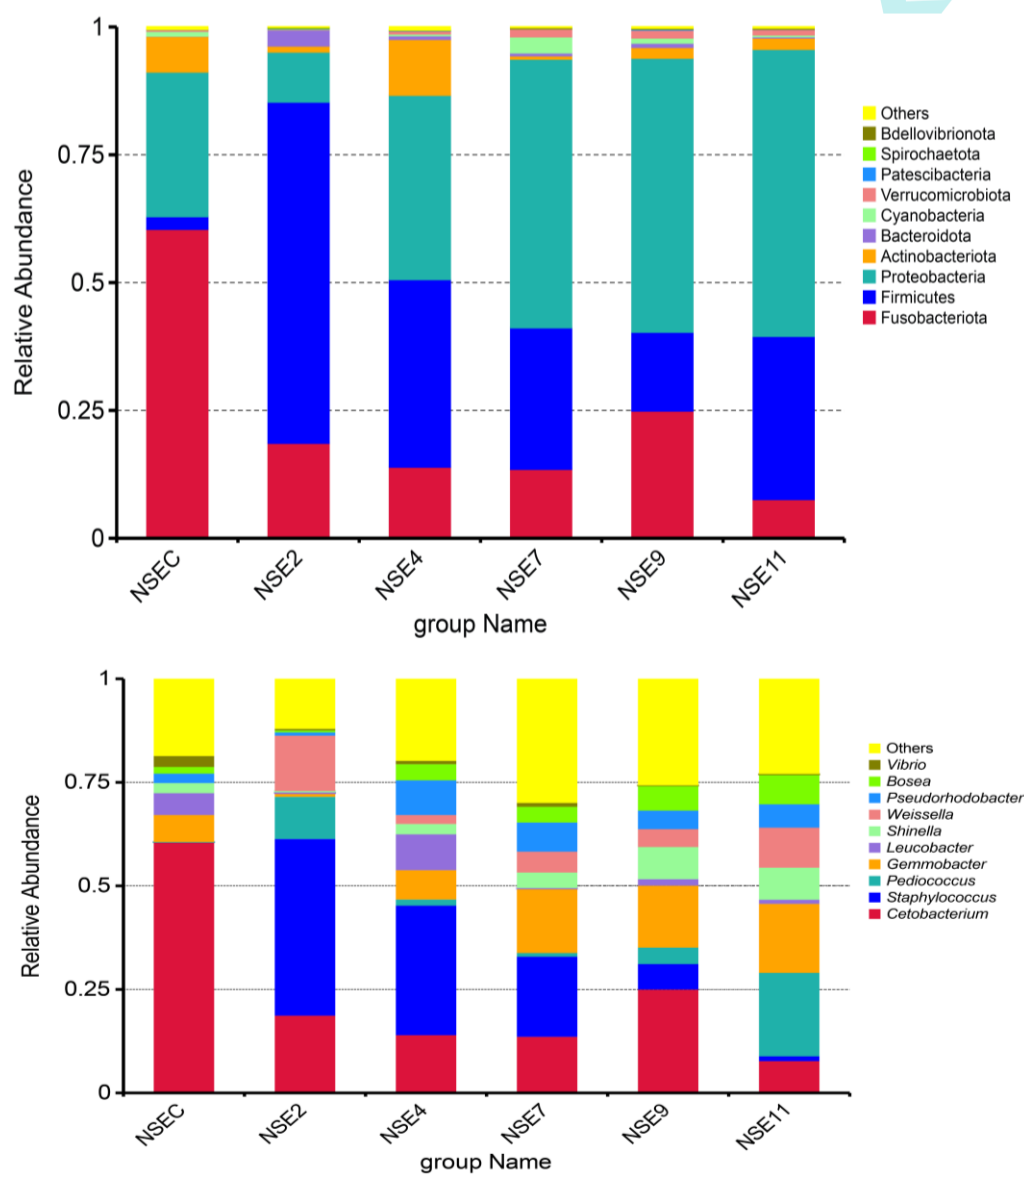 1
0.75
0.5
0.25
0
Relative Abundance
NSEC
NSE2
NSE4
NSE7
NSE9
NSE11
group Name
Others
Bdellovibrionota
Spirochaetota
Patescibacteria
Verrucomicrobiota
Cyanobacteria
Bacteroidota
Actinobacteriota
Proteobacteria
Firmicutes
Fusobacteriota
1
0.75
0.5
0.25
0
Relative Abundance
NSEC
NSE2
NSE4
NSE7
NSE9
NSE11
group Name
Others
Vibrio
Bosea
Pseudorhodobacter
Weissella
Shinella
Leucobacter
Gemmobacter
Pediococcus
Staphylococcus
Cetobacterium